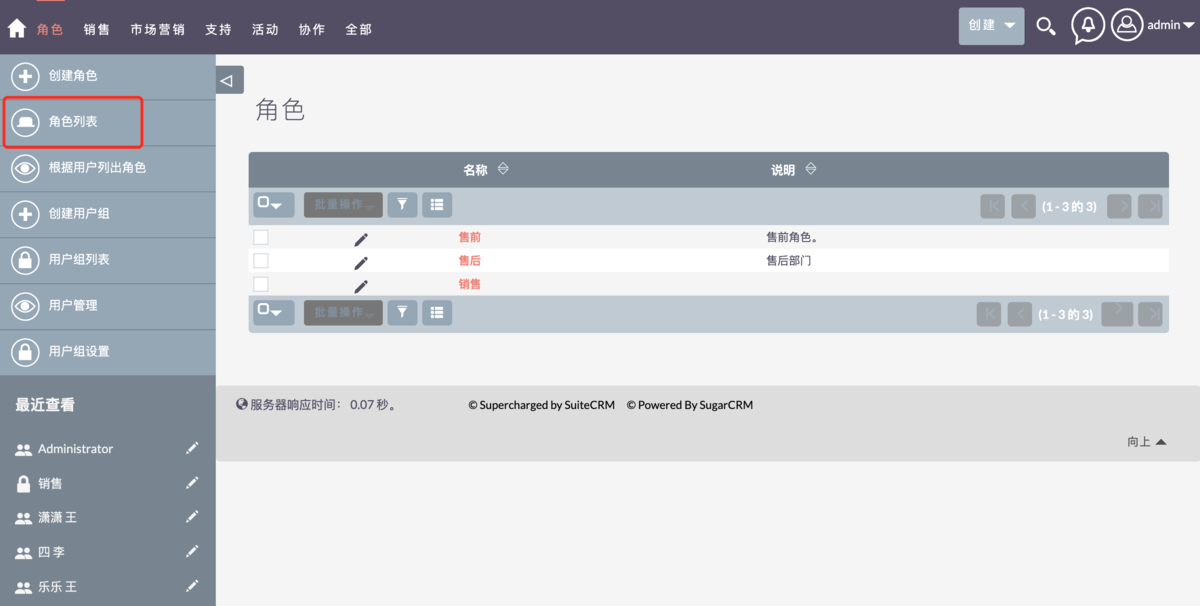 角色 销售 市场营销 支持 活动 协作 全部 创建 admin
创建角色
角色列表
根据用户列出角色
创建用户组
用户组列表
用户管理
用户组设置
最近查看
Administrator
销售
潇潇 王
四 李
乐乐 王
角色
名称 说明
批量操作 (1 - 3 的 3)
售前 售前角色。
售后 售后部门
销售
批量操作 (1 - 3 的 3)
服务器响应时间： 0.07 秒。 © Supercharged by SuiteCRM © Powered By SugarCRM
向上